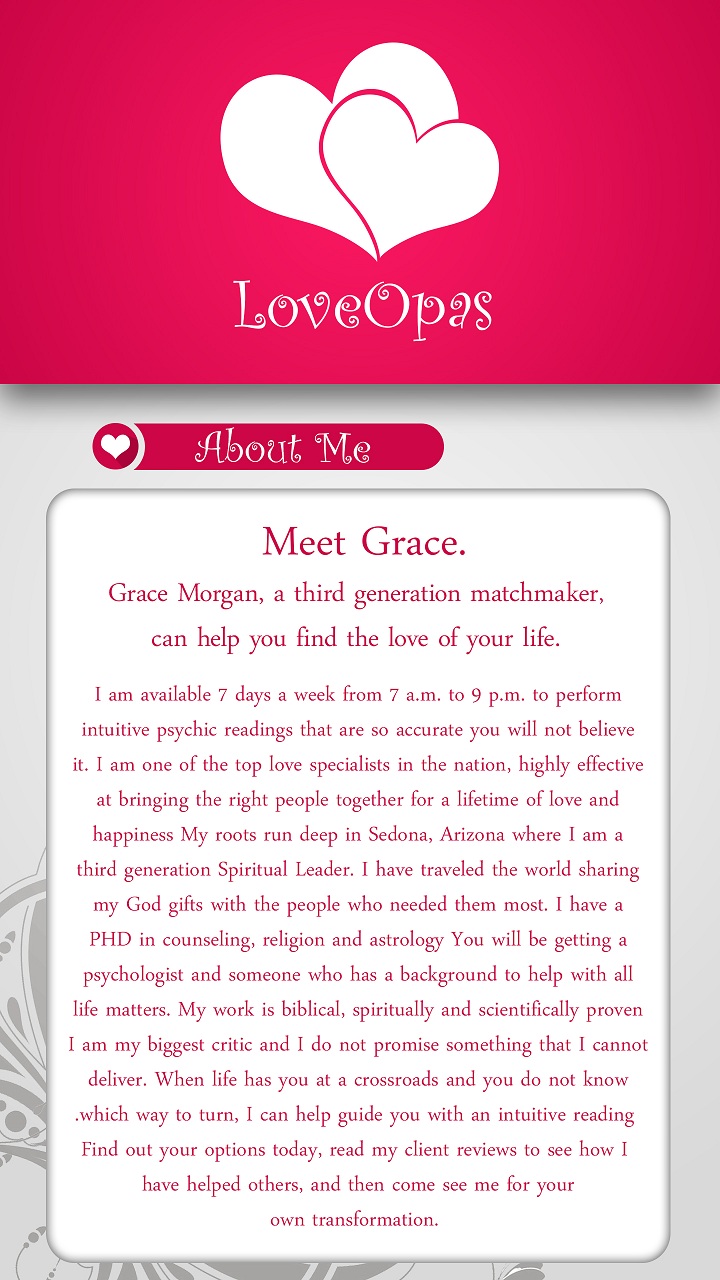 LoveOpas
About Me
Meet Grace.
Grace Morgan, a third generation matchmaker,
can help you find the love of your life.
I am available 7 days a week from 7 a.m. to 9 p.m. to perform
intuitive psychic readings that are so accurate you will not believe
it. I am one of the top love specialists in the nation, highly effective
at bringing the right people together for a lifetime of love and
happiness My roots run deep in Sedona, Arizona where I am a
third generation Spiritual Leader. I have traveled the world sharing
my God gifts with the people who needed them most. I have a
PHD in counseling, religion and astrology You will be getting a
psychologist and someone who has a background to help with all
life matters. My work is biblical, spiritually and scientifically proven
I am my biggest critic and I do not promise something that I cannot
deliver. When life has you at a crossroads and you do not know
.which way to turn, I can help guide you with an intuitive reading
Find out your options today, read my client reviews to see how I
have helped others, and then come see me for your
own transformation.